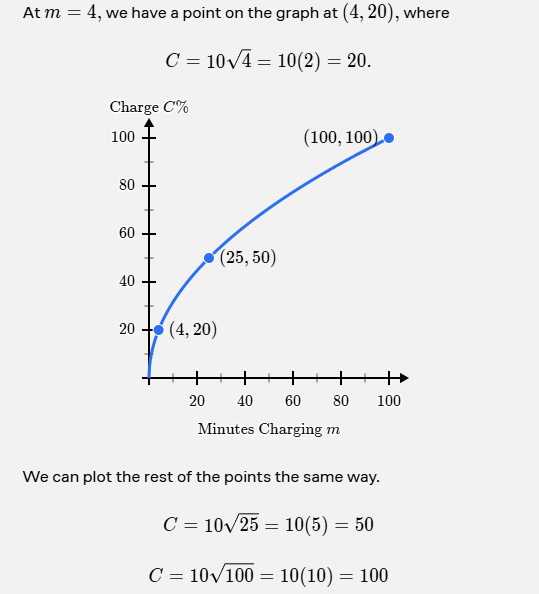 At m = 4, we have a point on the graph at (4, 20), where
C = 10√4 = 10(2) = 20.
Charge C%
100
(100, 100)
80
60
(25, 50)
40
20
(4, 20)
20 40 60 80 100
Minutes Charging m
We can plot the rest of the points the same way.
C = 10√25 = 10(5) = 50
C = 10√100 = 10(10) = 100